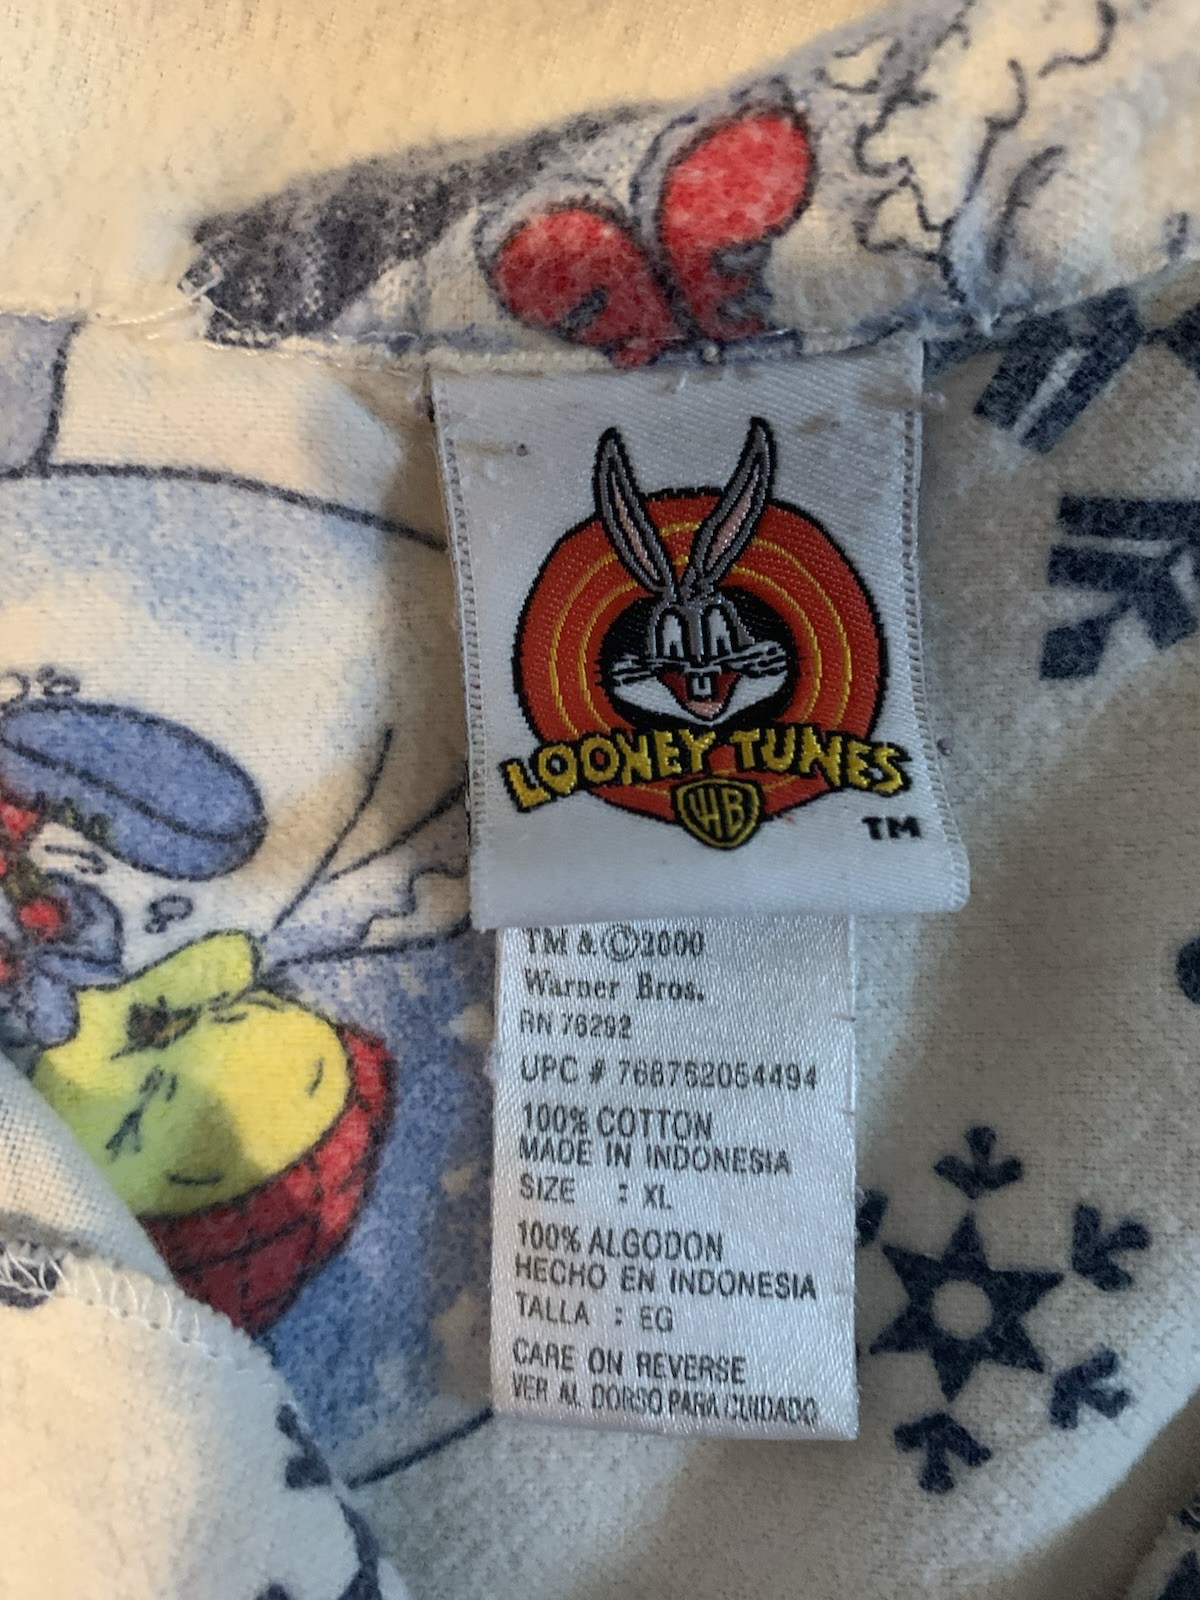 LOONEY TUNES
WB
TM
TM & ©2000
Warner Bros.
RN 76292
UPC # 768762054494
100% COTTON
MADE IN INDONESIA
SIZE : XL
100% ALGODON
HECHO EN INDONESIA
TALLA : EG
CARE ON REVERSE
VER AL DORSO PARA CUIDADO